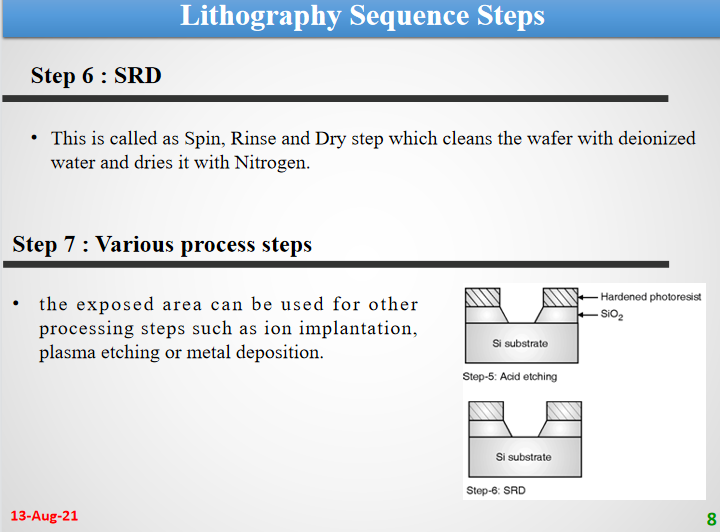 Lithography Sequence Steps
Step 6 : SRD
• This is called as Spin, Rinse and Dry step which cleans the wafer with deionized
water and dries it with Nitrogen.
Step 7 : Various process steps
• the exposed area can be used for other
processing steps such as ion implantation,
plasma etching or metal deposition.
Hardened photoresist
SiO₂
Si substrate
Step-5: Acid etching
Si substrate
Step-6: SRD
13-Aug-21
8